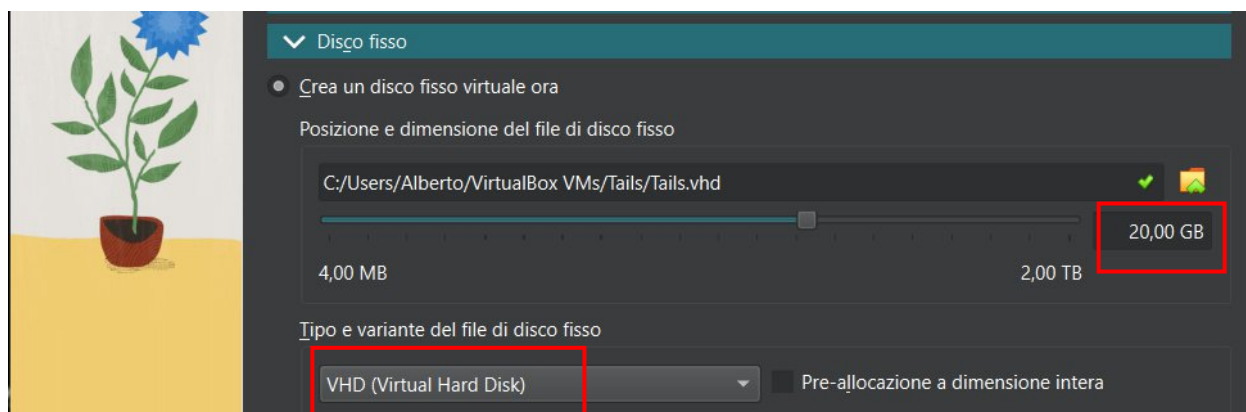 Disco fisso
Crea un disco fisso virtuale ora
Posizione e dimensione del file di disco fisso
C:/Users/Alberto/VirtualBox VMs/Tails/Tails.vhd
20,00 GB
4,00 MB 2,00 TB
Tipo e variante del file di disco fisso
VHD (Virtual Hard Disk) Pre-allocazione a dimensione intera